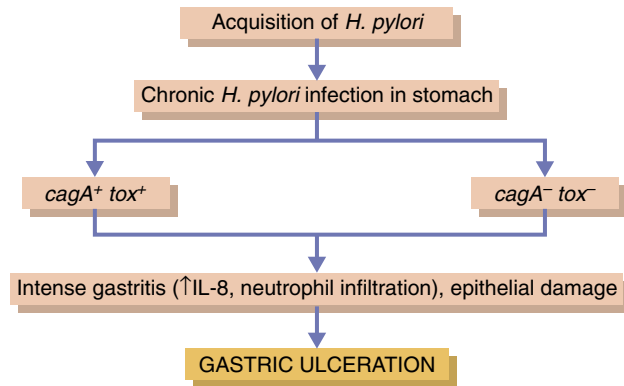 Acquisition of H. pylori
Chronic H. pylori infection in stomach
cagA⁺ tox⁺
cagA⁻ tox⁻
Intense gastritis (↑IL-8, neutrophil infiltration), epithelial damage
GASTRIC ULCERATION